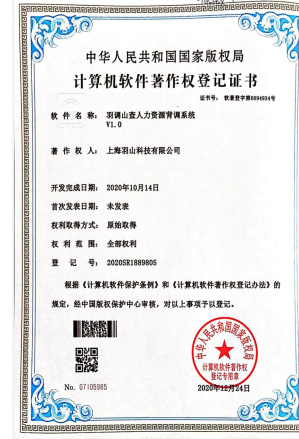 中华人民共和国国家版权局
计算机软件著作权登记证书
证书号： 软著登字第6694934号
软件名称： 羽调山查人力资源背调系统
V1.0
著作权人： 上海羽山科技有限公司
开发完成日期： 2020年10月14日
首次发表日期： 未发表
权利取得方式： 原始取得
权利范围： 全部权利
登记号： 2020SR1889805
根据《计算机软件保护条例》和《计算机软件著作权登记办法》的
规定，经中国版权保护中心审核，对以上事项予以登记。
中华人民共和国国家版权局
计算机软件著作权
登记专用章
No. 07105985
2020年12月24日